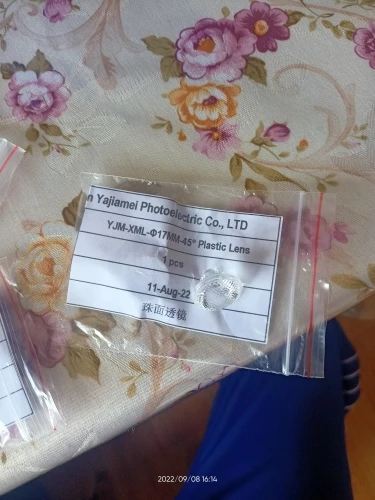 n Yajiamei Photoelectric Co., LTD
YJM-XML-Φ17MM-45° Plastic Lens
1 pcs
11-Aug-22
珠面透镜
2022/09/08 16:14